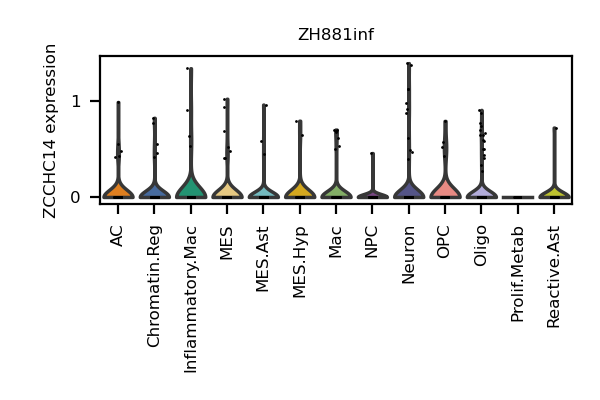 ZH881inf
ZCCHC14 expression
1
0
AC
Chromatin.Reg
Inflammatory.Mac
MES
MES.Ast
MES.Hyp
Mac
NPC
Neuron
OPC
Oligo
Prolif.Metab
Reactive.Ast